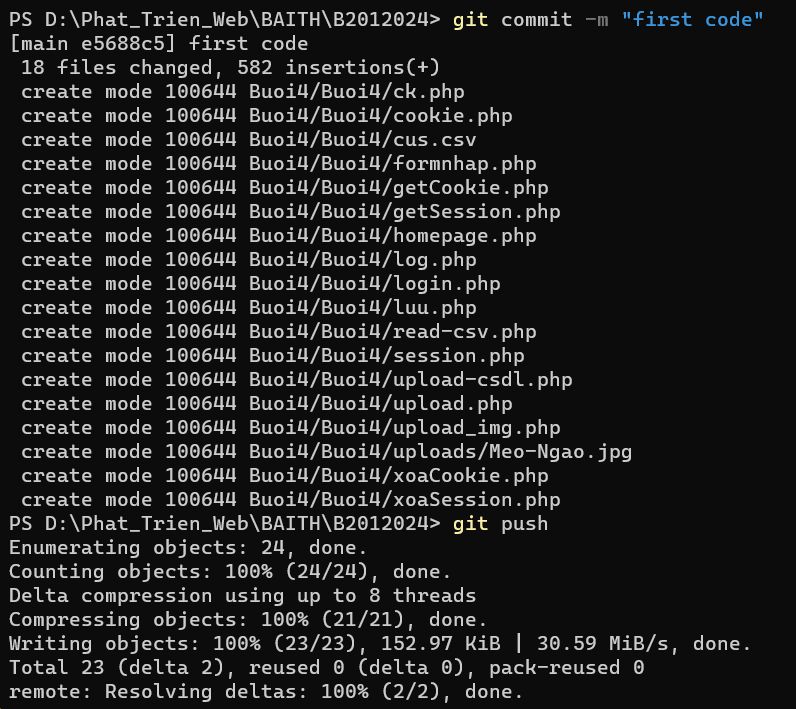 PS D:\Phat_Trien_Web\BAITH\B2012024> git commit -m "first code"
[main e5688c5] first code
 18 files changed, 582 insertions(+)
 create mode 100644 Buoi4/Buoi4/ck.php
 create mode 100644 Buoi4/Buoi4/cookie.php
 create mode 100644 Buoi4/Buoi4/cus.csv
 create mode 100644 Buoi4/Buoi4/formnhap.php
 create mode 100644 Buoi4/Buoi4/getCookie.php
 create mode 100644 Buoi4/Buoi4/getSession.php
 create mode 100644 Buoi4/Buoi4/homepage.php
 create mode 100644 Buoi4/Buoi4/log.php
 create mode 100644 Buoi4/Buoi4/login.php
 create mode 100644 Buoi4/Buoi4/luu.php
 create mode 100644 Buoi4/Buoi4/read-csv.php
 create mode 100644 Buoi4/Buoi4/session.php
 create mode 100644 Buoi4/Buoi4/upload-csdl.php
 create mode 100644 Buoi4/Buoi4/upload.php
 create mode 100644 Buoi4/Buoi4/upload_img.php
 create mode 100644 Buoi4/Buoi4/uploads/Meo-Ngao.jpg
 create mode 100644 Buoi4/Buoi4/xoaCookie.php
 create mode 100644 Buoi4/Buoi4/xoaSession.php
PS D:\Phat_Trien_Web\BAITH\B2012024> git push
Enumerating objects: 24, done.
Counting objects: 100% (24/24), done.
Delta compression using up to 8 threads
Compressing objects: 100% (21/21), done.
Writing objects: 100% (23/23), 152.97 KiB | 30.59 MiB/s, done.
Total 23 (delta 2), reused 0 (delta 0), pack-reused 0
remote: Resolving deltas: 100% (2/2), done.